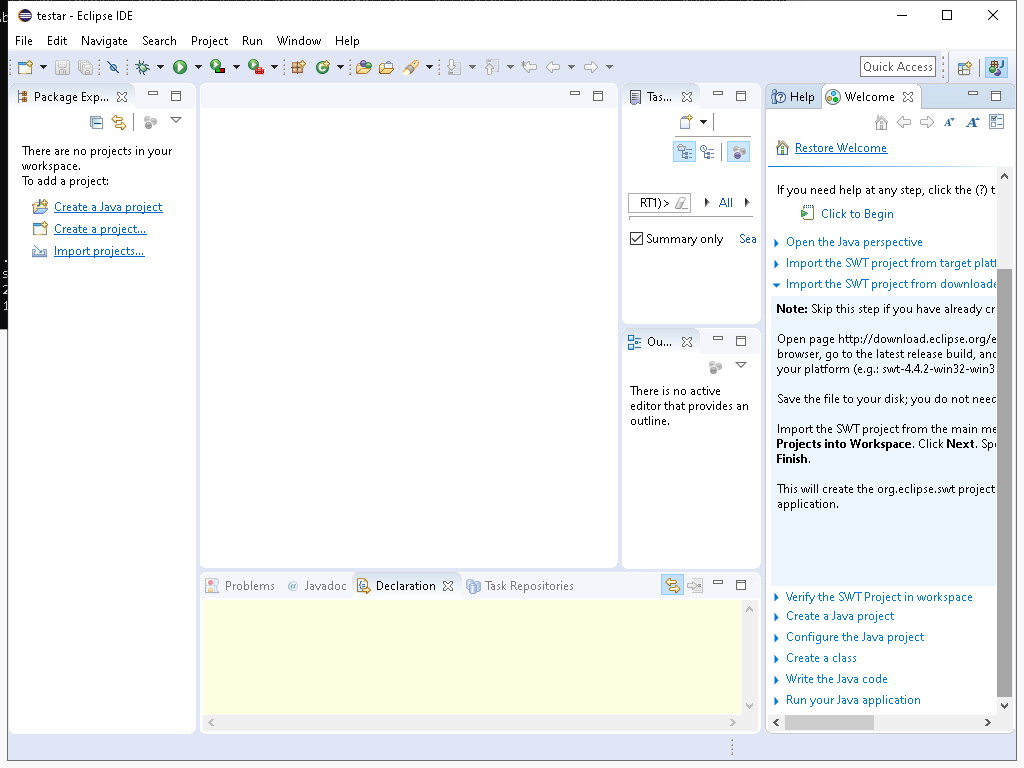 testar - Eclipse IDE
File Edit Navigate Search Project Run Window Help
Quick Access
Package Exp...
There are no projects in your
workspace.
To add a project:
Create a Java project
Create a project...
Import projects...
Tas...
RT1)> All
Summary only Sea
Ou...
There is no active
editor that provides an
outline.
Help Welcome
Restore Welcome
If you need help at any step, click the (?) t
Click to Begin
Open the Java perspective
Import the SWT project from target platf
Import the SWT project from downloade
Note: Skip this step if you have already cr
Open page http://download.eclipse.org/e
browser, go to the latest release build, and
your platform (e.g.: swt-4.4.2-win32-win3
Save the file to your disk; you do not need
Import the SWT project from the main me
Projects into Workspace. Click Next. Spe
Finish.
This will create the org.eclipse.swt project
application.
Verify the SWT Project in workspace
Create a Java project
Configure the Java project
Create a class
Write the Java code
Run your Java application
Problems @ Javadoc Declaration Task Repositories